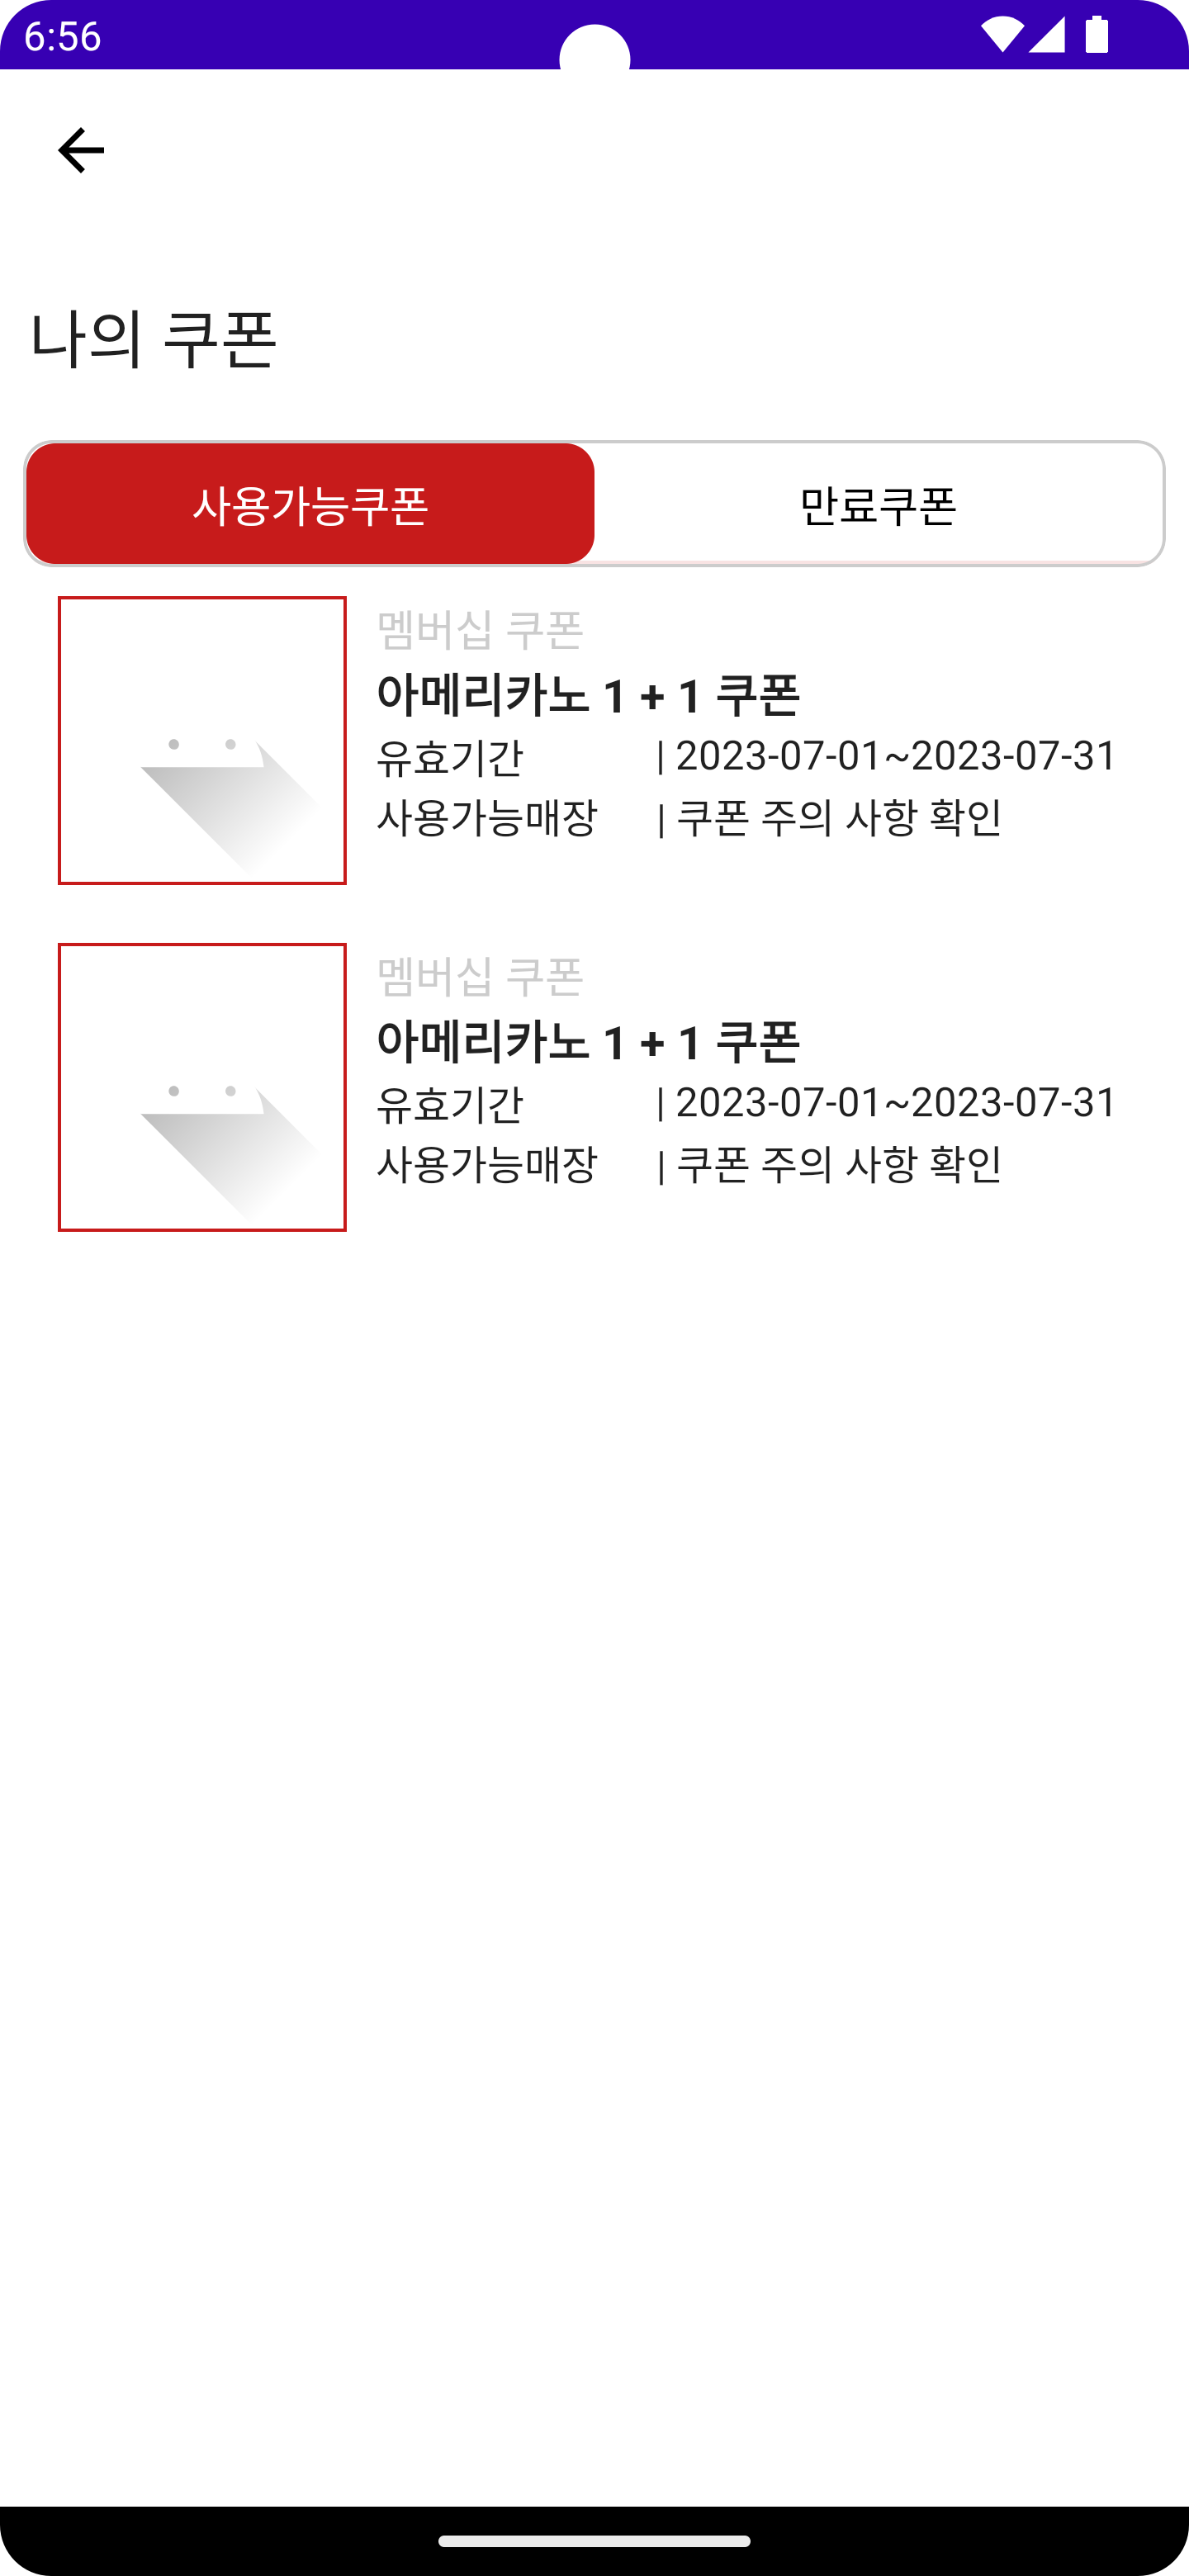 6:56
나의 쿠폰
사용가능쿠폰 만료쿠폰
멤버십 쿠폰
아메리카노 1 + 1 쿠폰
유효기간 | 2023-07-01~2023-07-31
사용가능매장 | 쿠폰 주의 사항 확인
멤버십 쿠폰
아메리카노 1 + 1 쿠폰
유효기간 | 2023-07-01~2023-07-31
사용가능매장 | 쿠폰 주의 사항 확인